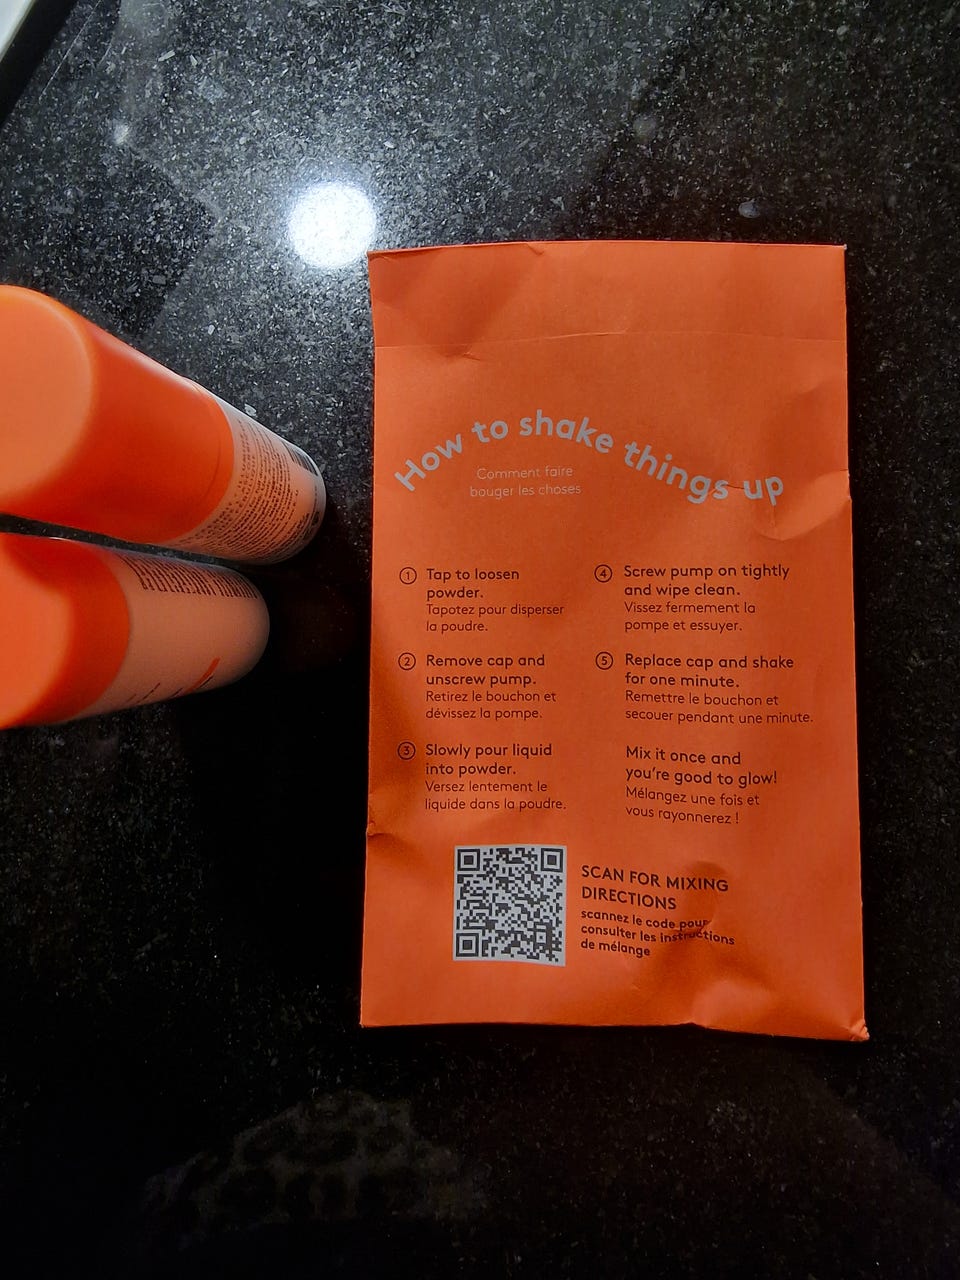 How to shake things up
Comment faire
bouger les choses
1 Tap to loosen
powder.
Tapotez pour disperser
la poudre.
2 Remove cap and
unscrew pump.
Retirez le bouchon et
dévissez la pompe.
3 Slowly pour liquid
into powder.
Versez lentement le
liquide dans la poudre.
4 Screw pump on tightly
and wipe clean.
Vissez fermement la
pompe et essuyer.
5 Replace cap and shake
for one minute.
Remettre le bouchon et
secouer pendant une minute.
Mix it once and
you're good to glow!
Mélangez une fois et
vous rayonnerez !
SCAN FOR MIXING
DIRECTIONS
scannez le code pour
consulter les instructions
de mélange